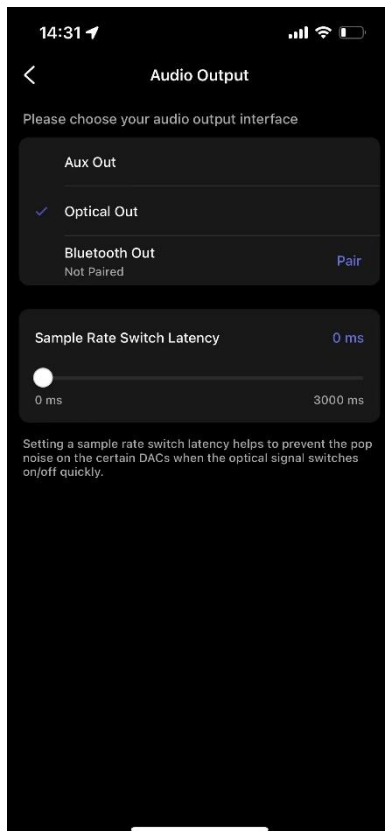 14:31
Audio Output
Please choose your audio output interface
Aux Out
Optical Out
Bluetooth Out
Not Paired
Pair
Sample Rate Switch Latency
0 ms
0 ms
3000 ms
Setting a sample rate switch latency helps to prevent the pop
noise on the certain DACs when the optical signal switches
on/off quickly.